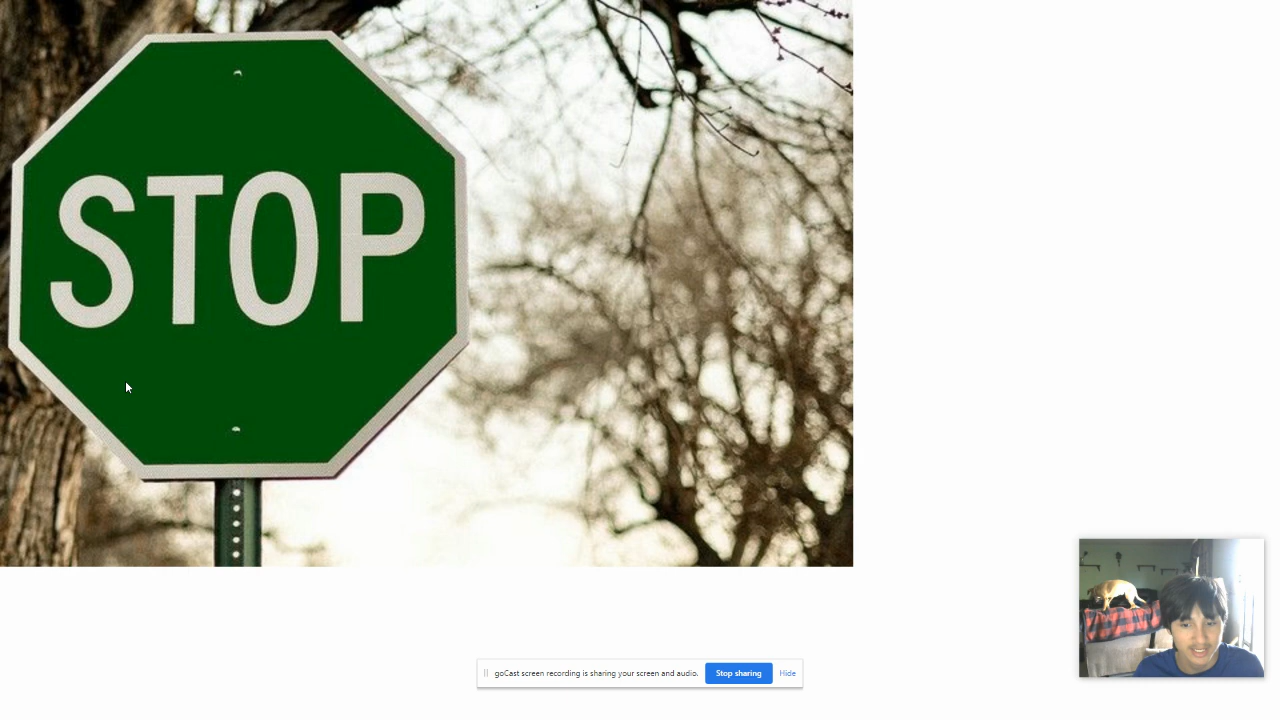 STOP
goCast screen recording is sharing your screen and audio.
Stop sharing
Hide